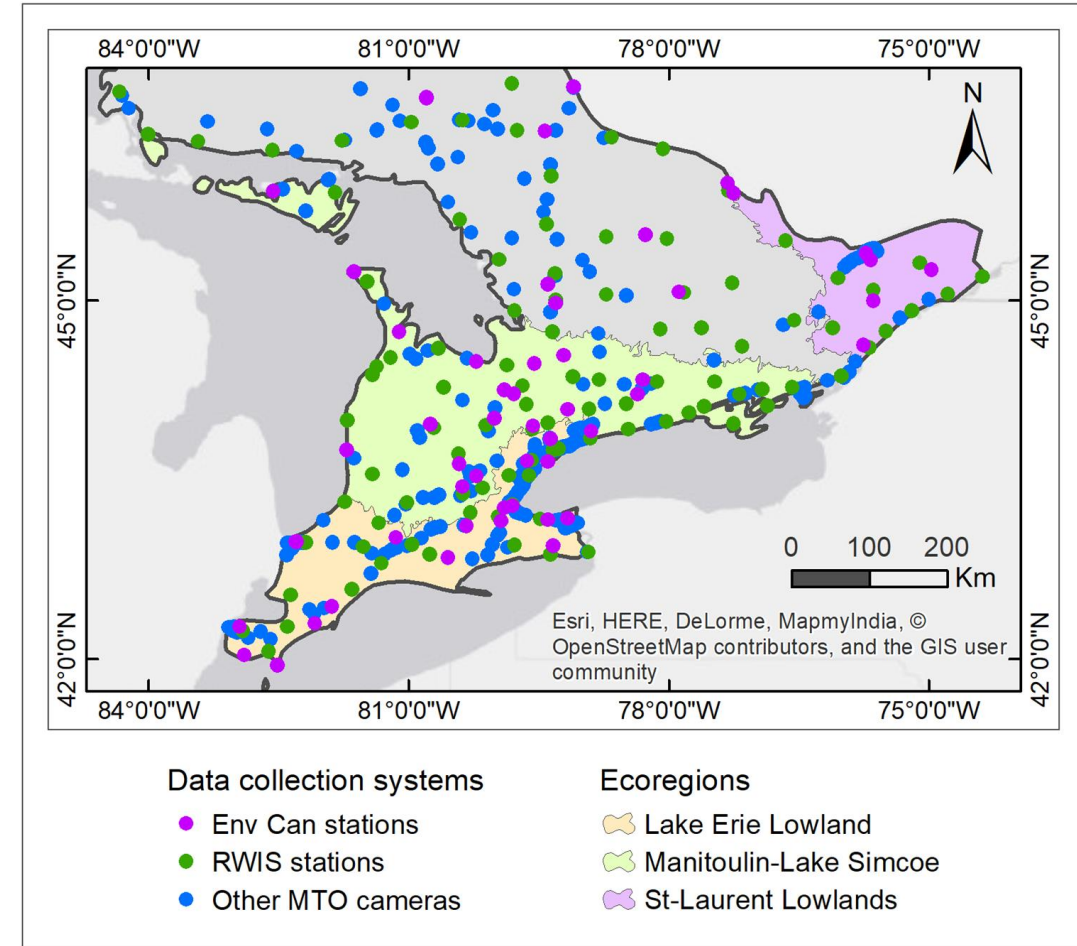 84°0'0"W 81°0'0"W 78°0'0"W 75°0'0"W
N
45°0'0"N 45°0'0"N
0 100 200
Km
Esri, HERE, DeLorme, MapmyIndia, ©
OpenStreetMap contributors, and the GIS user
community
42°0'0"N 42°0'0"N
84°0'0"W 81°0'0"W 78°0'0"W 75°0'0"W
Data collection systems
Env Can stations
RWIS stations
Other MTO cameras
Ecoregions
Lake Erie Lowland
Manitoulin-Lake Simcoe
St-Laurent Lowlands